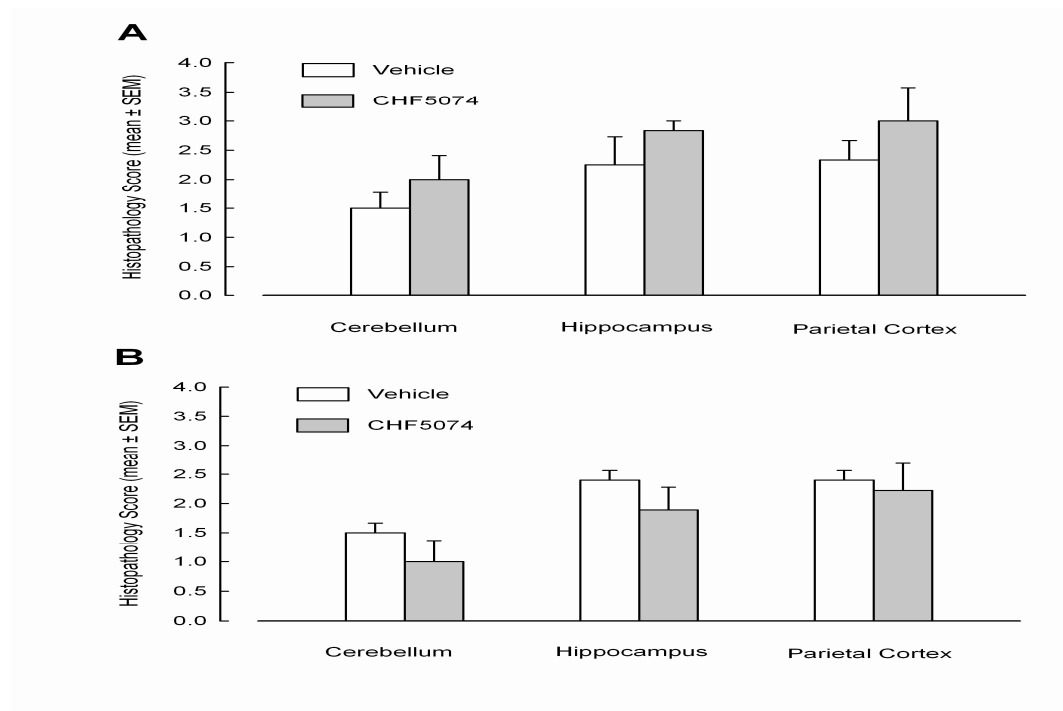 A
Histopathology Score (mean ± SEM)
4.0
3.5
3.0
2.5
2.0
1.5
1.0
0.5
0.0
Vehicle
CHF5074
Cerebellum
Hippocampus
Parietal Cortex
B
Histopathology Score (mean ± SEM)
4.0
3.5
3.0
2.5
2.0
1.5
1.0
0.5
0.0
Vehicle
CHF5074
Cerebellum
Hippocampus
Parietal Cortex